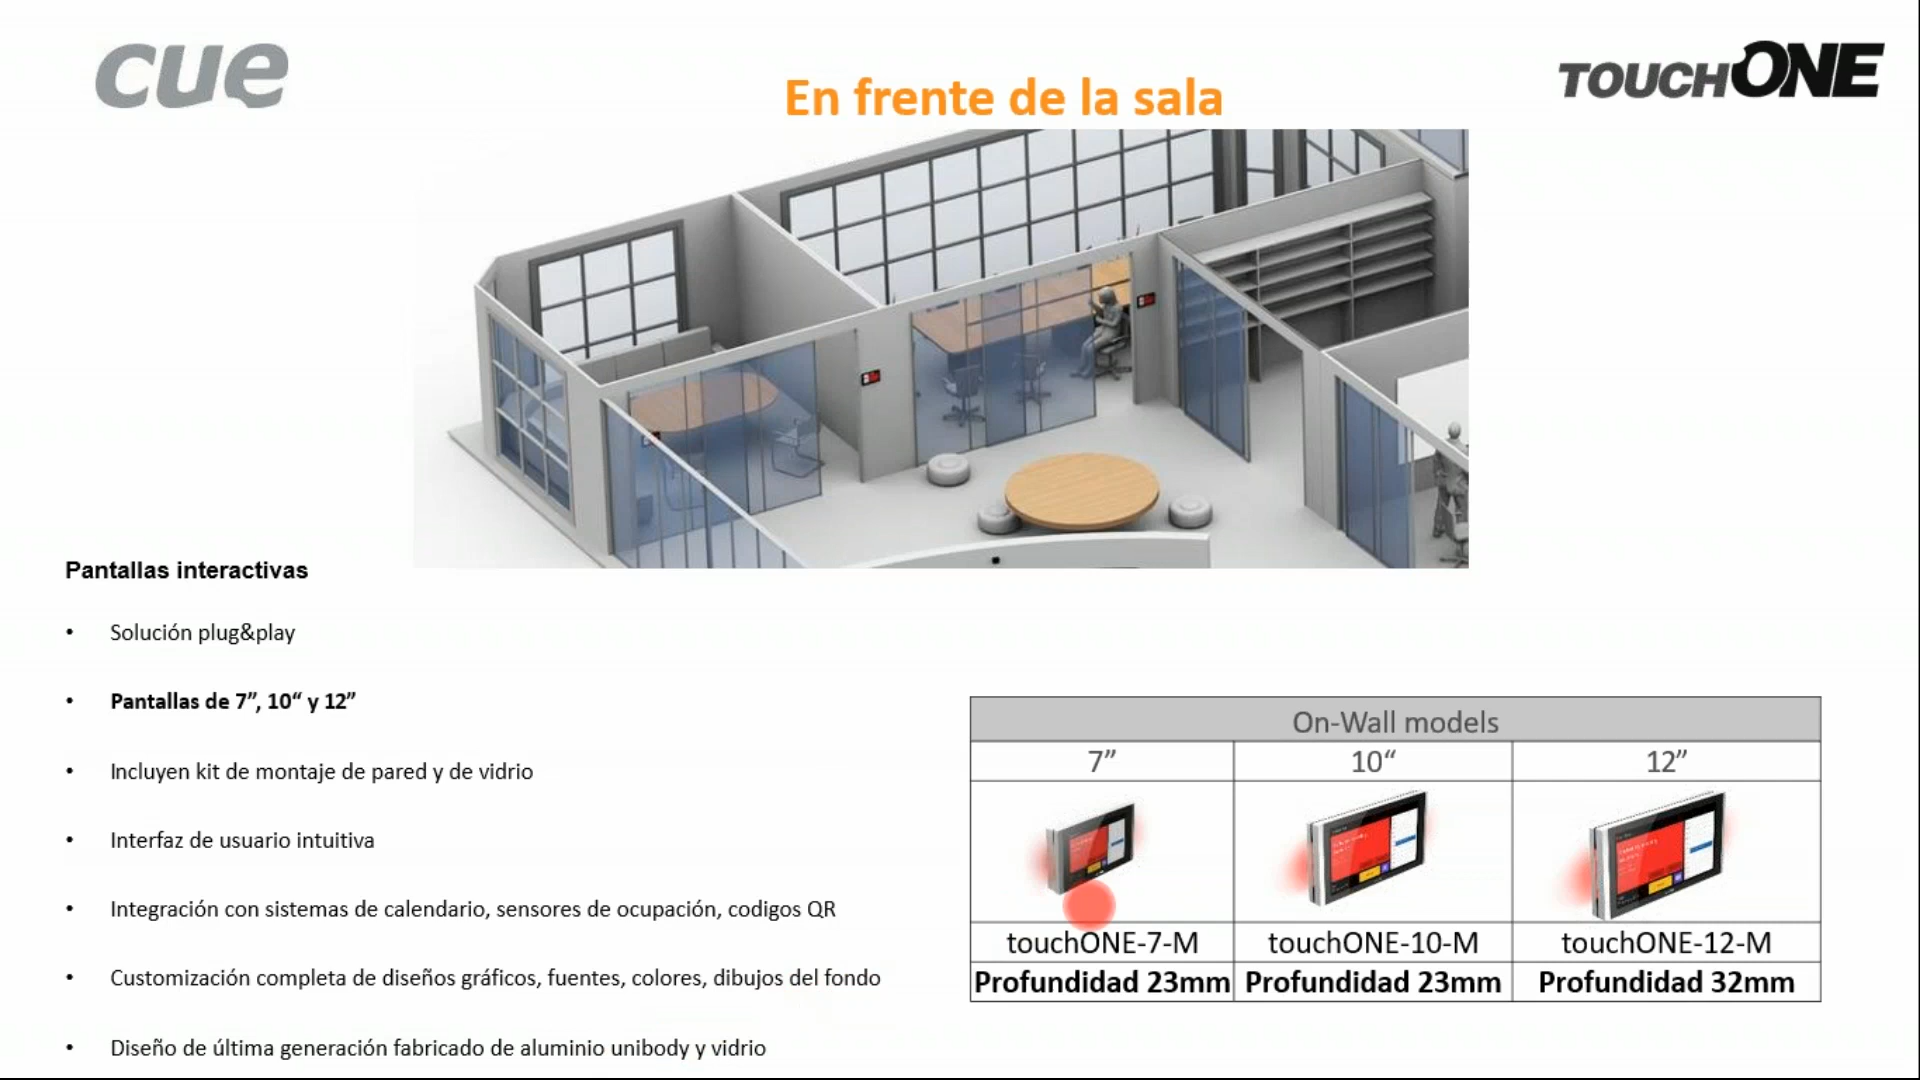 cue
TOUCHONE
En frente de la sala
Pantallas interactivas
• Solución plug&play
• Pantallas de 7”, 10“ y 12”
• Incluyen kit de montaje de pared y de vidrio
• Interfaz de usuario intuitiva
• Integración con sistemas de calendario, sensores de ocupación, codigos QR
• Customización completa de diseños gráficos, fuentes, colores, dibujos del fondo
• Diseño de última generación fabricado de aluminio unibody y vidrio
On-Wall models
7” 10“ 12”
touchONE-7-M touchONE-10-M touchONE-12-M
Profundidad 23mm Profundidad 23mm Profundidad 32mm